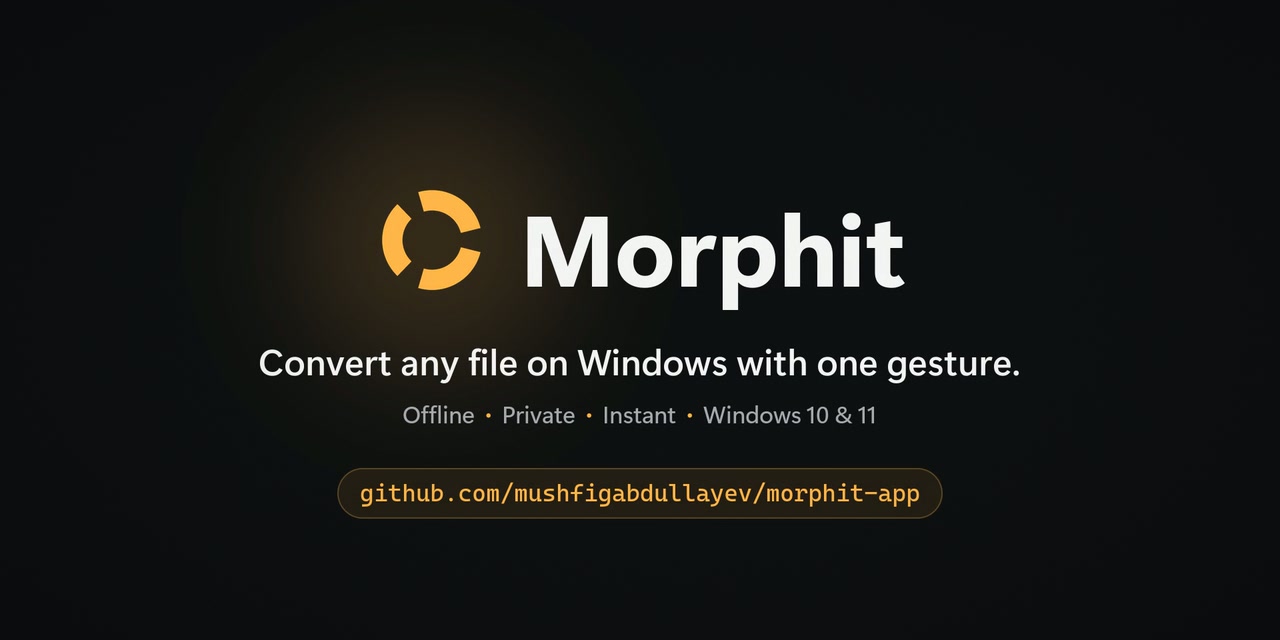 Morphit
Convert any file on Windows with one gesture.
Offline • Private • Instant • Windows 10 & 11
github.com/mushfigabdullayev/morphit-app